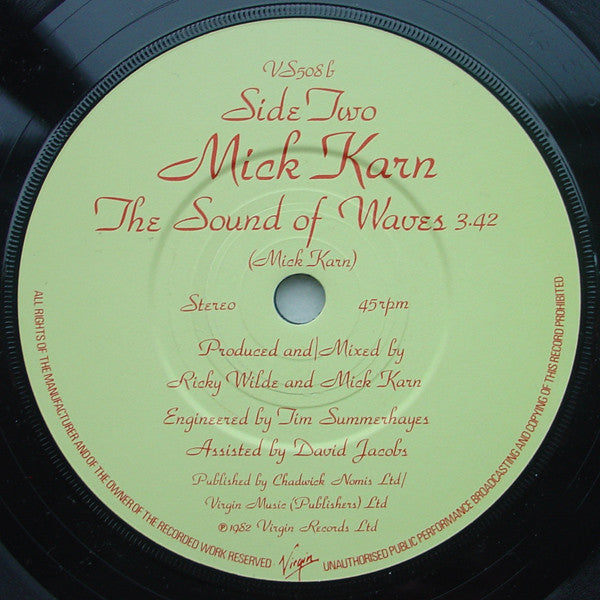 VS508b
Side Two
Mick Karn
The Sound of Waves 3.42
(Mick Karn)
Stereo 45rpm
Produced and/Mixed by
Ricky Wilde and Mick Karn
Engineered by Tim Summerhayes
Assisted by David Jacobs
Published by Chadwick Nomis Ltd/
Virgin Music (Publishers) Ltd
℗1982 Virgin Records Ltd
ALL RIGHTS OF THE MANUFACTURER AND OF THE OWNER OF THE RECORDED WORK RESERVED Virgin UNAUTHORISED PUBLIC PERFORMANCE BROADCASTING AND COPYING OF THIS RECORD PROHIBITED